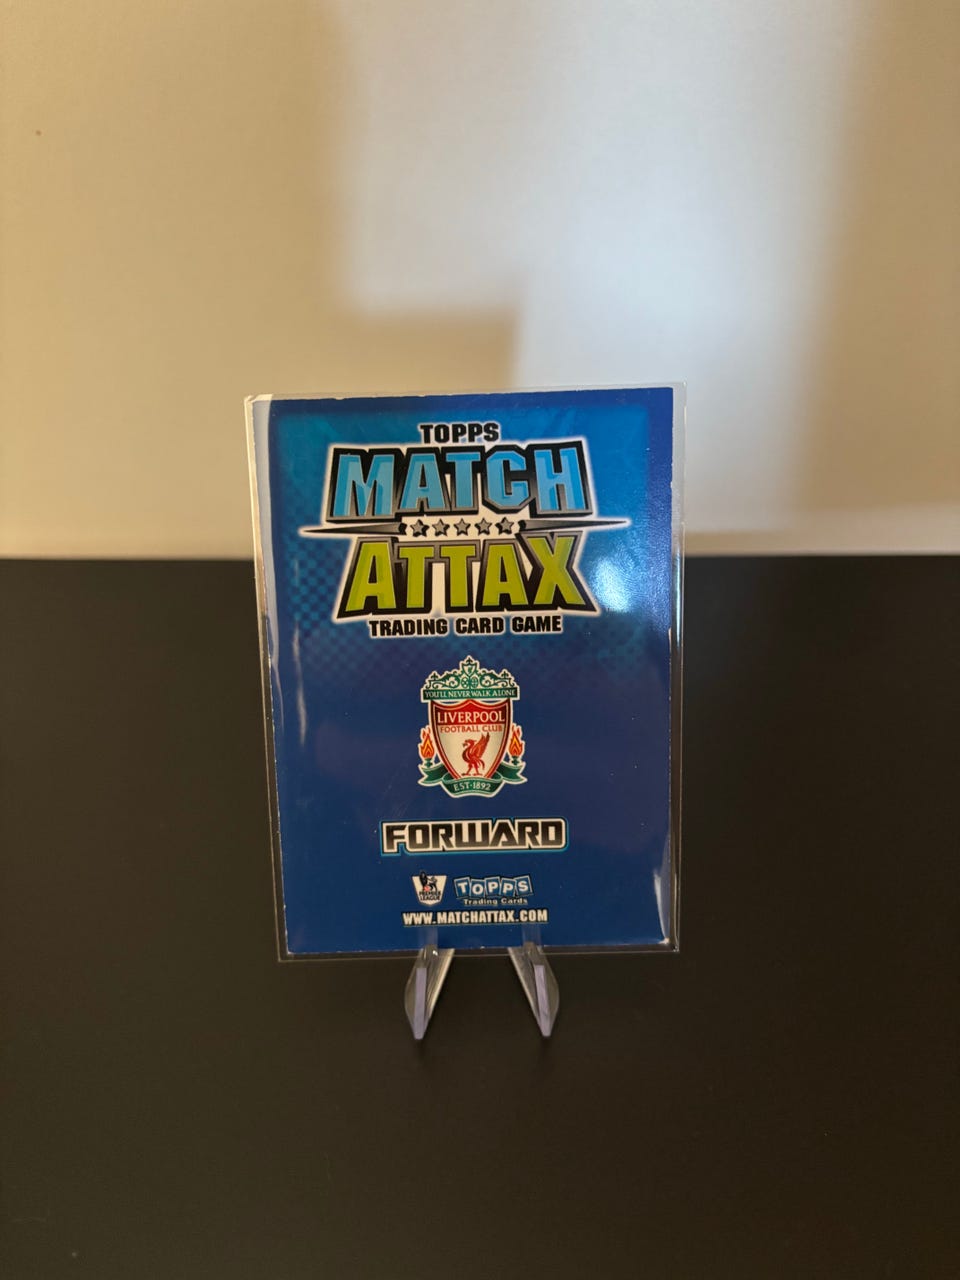 TOPPS
MATCH
ATTAX
TRADING CARD GAME
YOU'LL NEVER WALK ALONE
LIVERPOOL
FOOTBALL CLUB
EST·1892
FORWARD
PREMIER
LEAGUE
TOPPS
Trading Cards
WWW.MATCHATTAX.COM